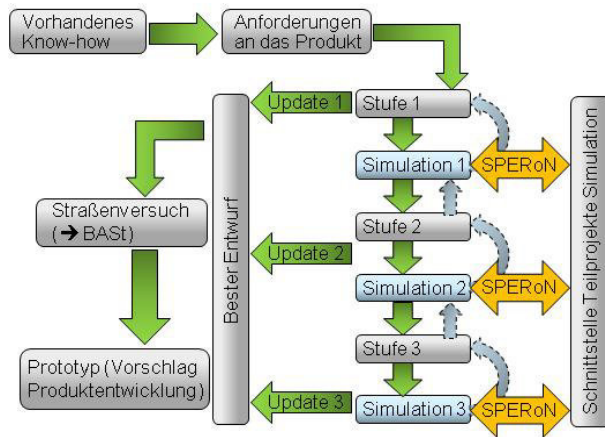 Vorhandenes
Know-how
Anforderungen
an das Produkt
Update 1
Stufe 1
Simulation 1
SPERoN
Straßenversuch
(➔ BASt)
Stufe 2
Update 2
Simulation 2
SPERoN
Bester Entwurf
Schnittstelle Teilprojekte Simulation
Stufe 3
Prototyp (Vorschlag
Produktentwicklung)
Update 3
Simulation 3
SPERoN